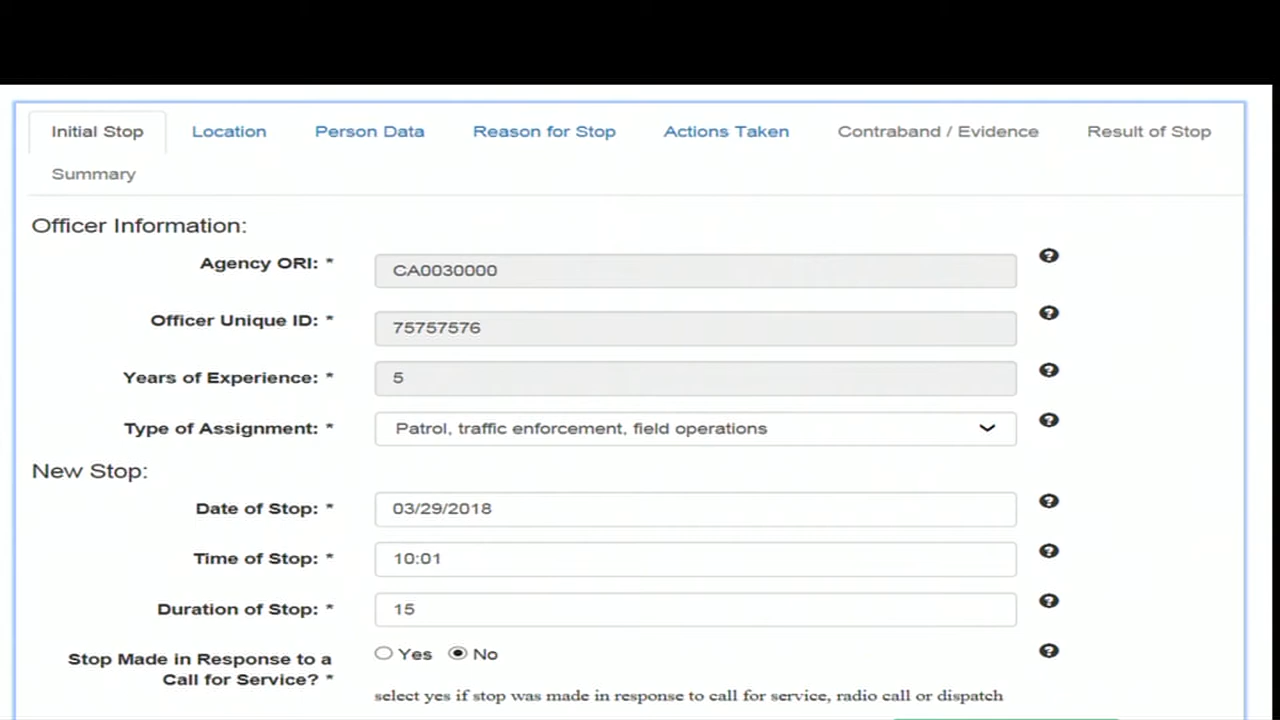 Initial Stop Location Person Data Reason for Stop Actions Taken Contraband / Evidence Result of Stop
Summary
Officer Information:
Agency ORI: * CA0030000
Officer Unique ID: * 75757576
Years of Experience: * 5
Type of Assignment: * Patrol, traffic enforcement, field operations
New Stop:
Date of Stop: * 03/29/2018
Time of Stop: * 10:01
Duration of Stop: * 15
Stop Made in Response to a Yes No
Call for Service? *
select yes if stop was made in response to call for service, radio call or dispatch